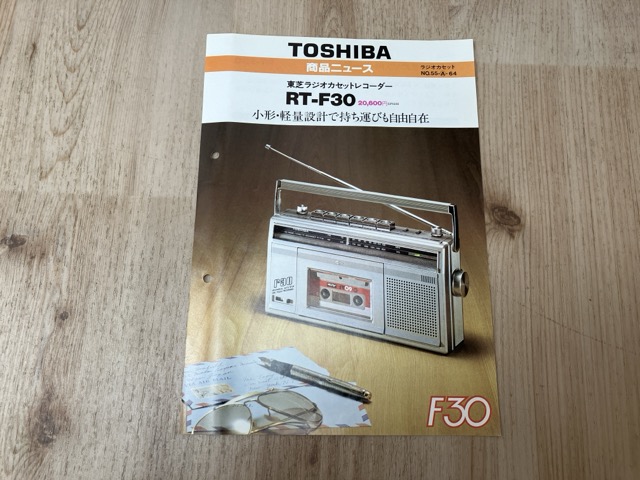 TOSHIBA
商品ニュース
ラジオカセット
NO.55-A-64
東芝ラジオカセットレコーダー
RT-F30 20,800円
小形・軽量設計で持ち運びも自由自在
F30
F30